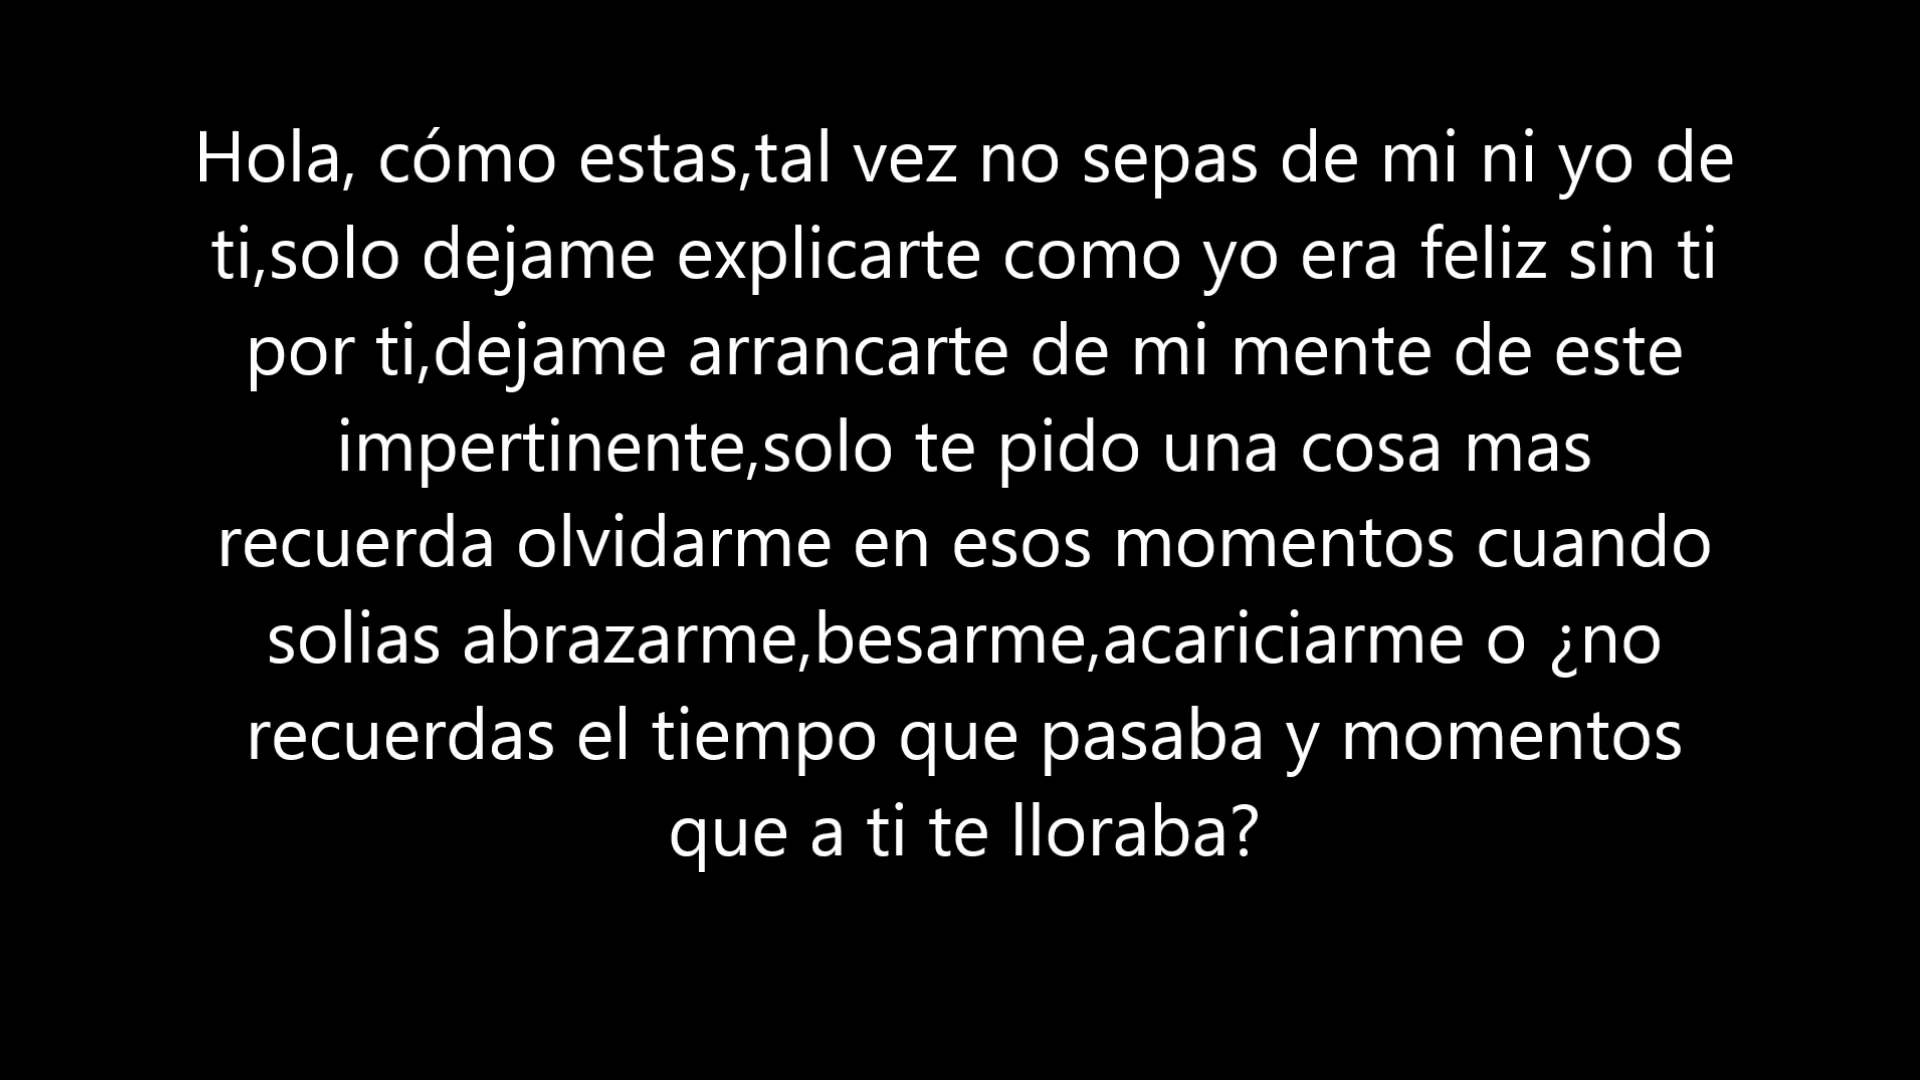 Hola, cómo estas,tal vez no sepas de mi ni yo de
ti,solo dejame explicarte como yo era feliz sin ti
por ti,dejame arrancarte de mi mente de este
impertinente,solo te pido una cosa mas
recuerda olvidarme en esos momentos cuando
solias abrazarme,besarme,acariciarme o ¿no
recuerdas el tiempo que pasaba y momentos
que a ti te lloraba?